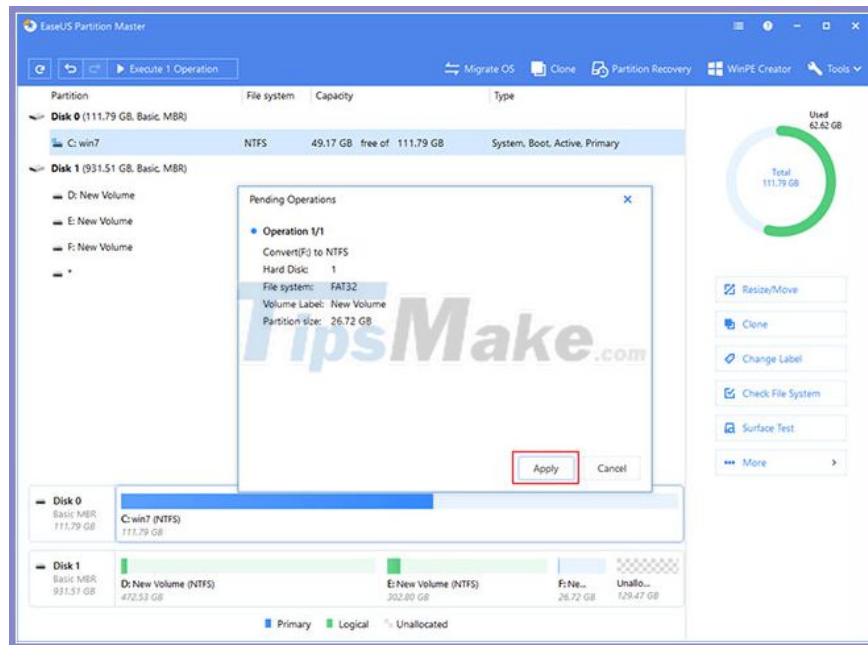 EaseUS Partition Master
Execute 1 Operation
Migrate OS Clone Partition Recovery WinPE Creator Tools
Partition File system Capacity Type
Disk 0 (111.79 GB, Basic, MBR)
C: win7 NTFS 49.17 GB free of 111.79 GB System, Boot, Active, Primary
Disk 1 (931.51 GB, Basic, MBR)
D: New Volume
E: New Volume
F: New Volume
*
Pending Operations
Operation 1/1
Convert(F:) to NTFS
Hard Disk: 1
File system: FAT32
Volume Label: New Volume
Partition size: 26.72 GB
TipsMake.com
Apply Cancel
Used
62.62 GB
Total
111.79 GB
Resize/Move
Clone
Change Label
Check File System
Surface Test
More
Disk 0
Basic MBR
111.79 GB
C: win7 (NTFS)
111.79 GB
Disk 1
Basic MBR
931.51 GB
D: New Volume (NTFS)
472.53 GB
E: New Volume (NTFS)
302.80 GB
F: Ne...
26.72 GB
Unallo...
129.47 GB
Primary Logical Unallocated